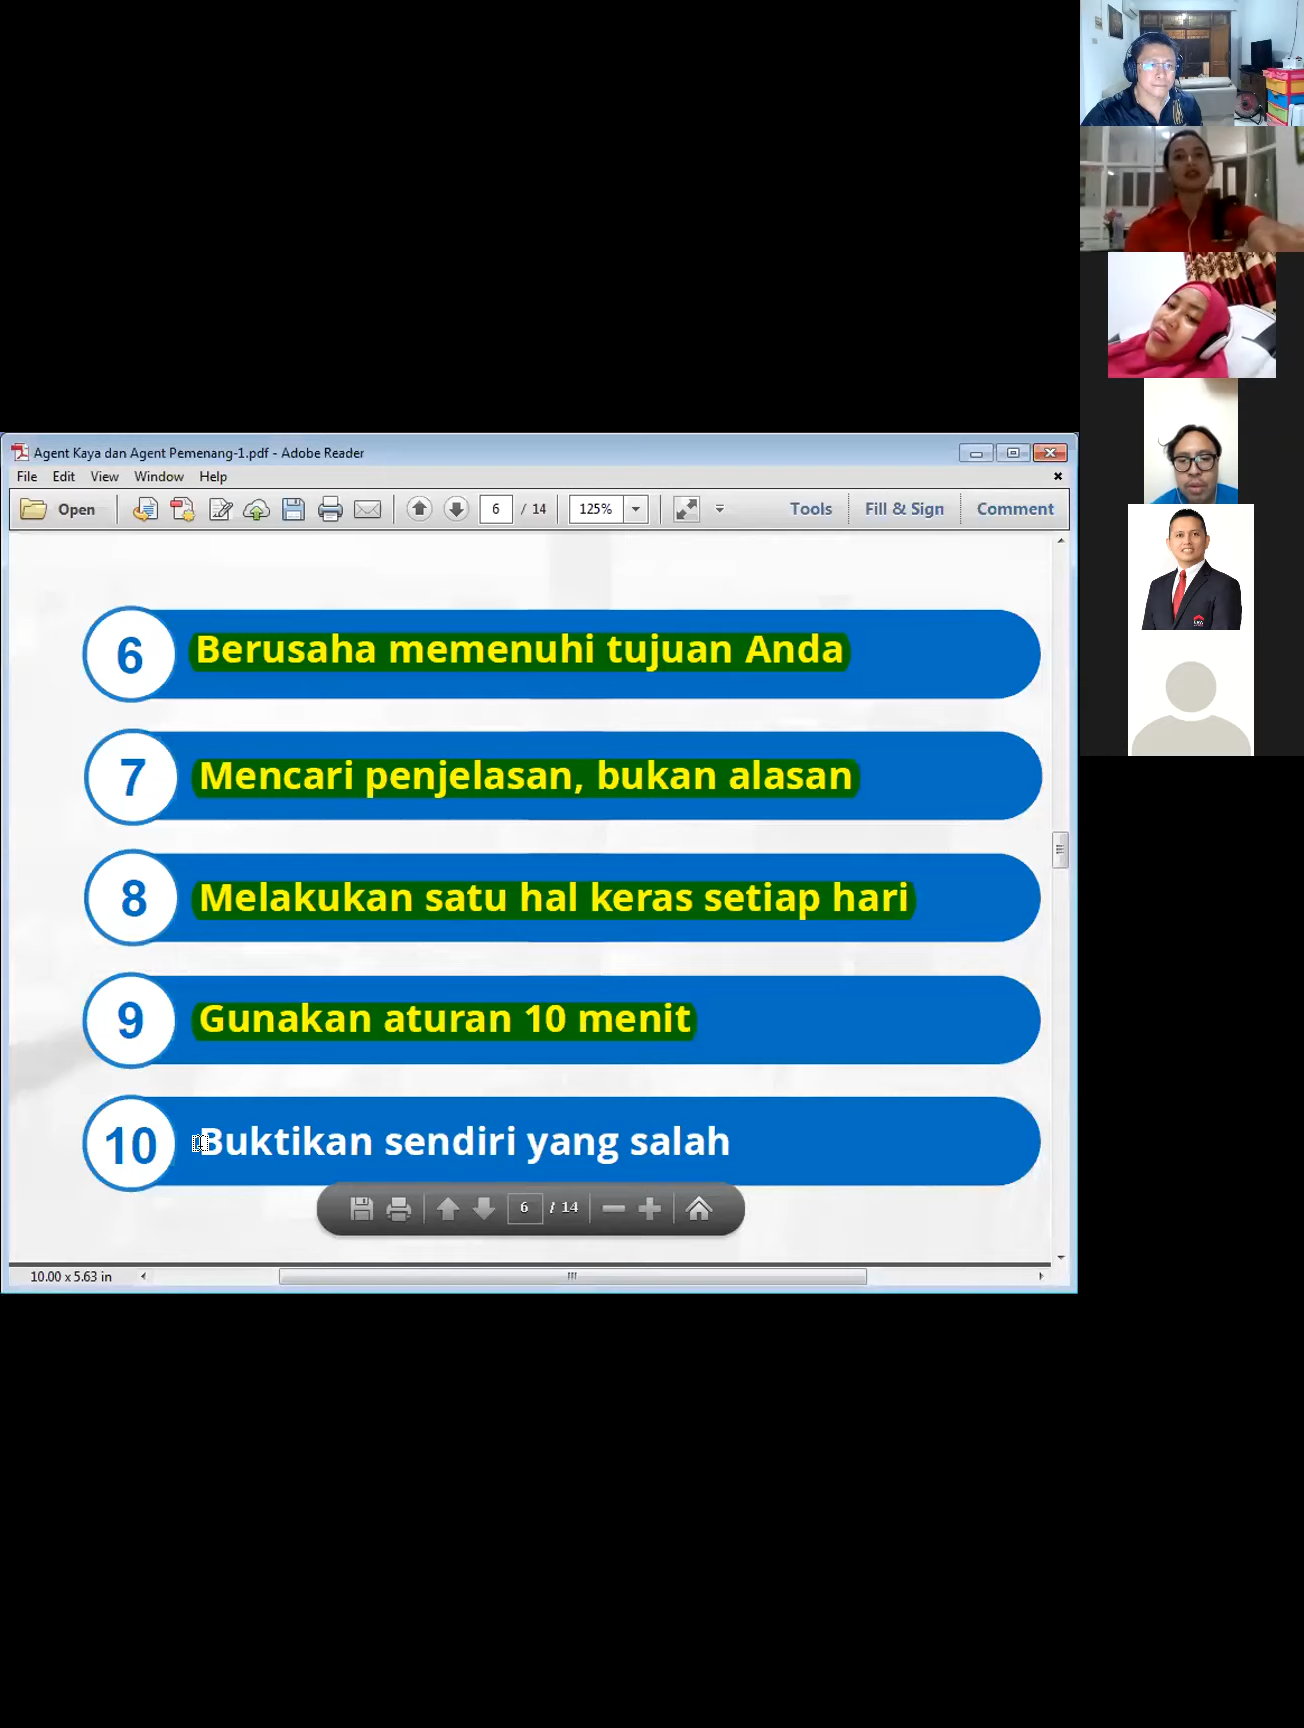 Agent Kaya dan Agent Pemenang-1.pdf - Adobe Reader
File Edit View Window Help
Open 6 / 14 125% Tools Fill & Sign Comment
6 Berusaha memenuhi tujuan Anda
7 Mencari penjelasan, bukan alasan
8 Melakukan satu hal keras setiap hari
9 Gunakan aturan 10 menit
10 Buktikan sendiri yang salah
6 / 14
10.00 x 5.63 in